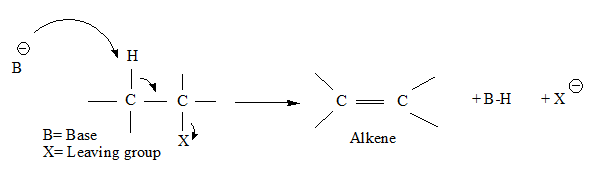 ⊖
B
H
C C
X
B= Base
X= Leaving group
C C
Alkene
+B-H
+X ⊖